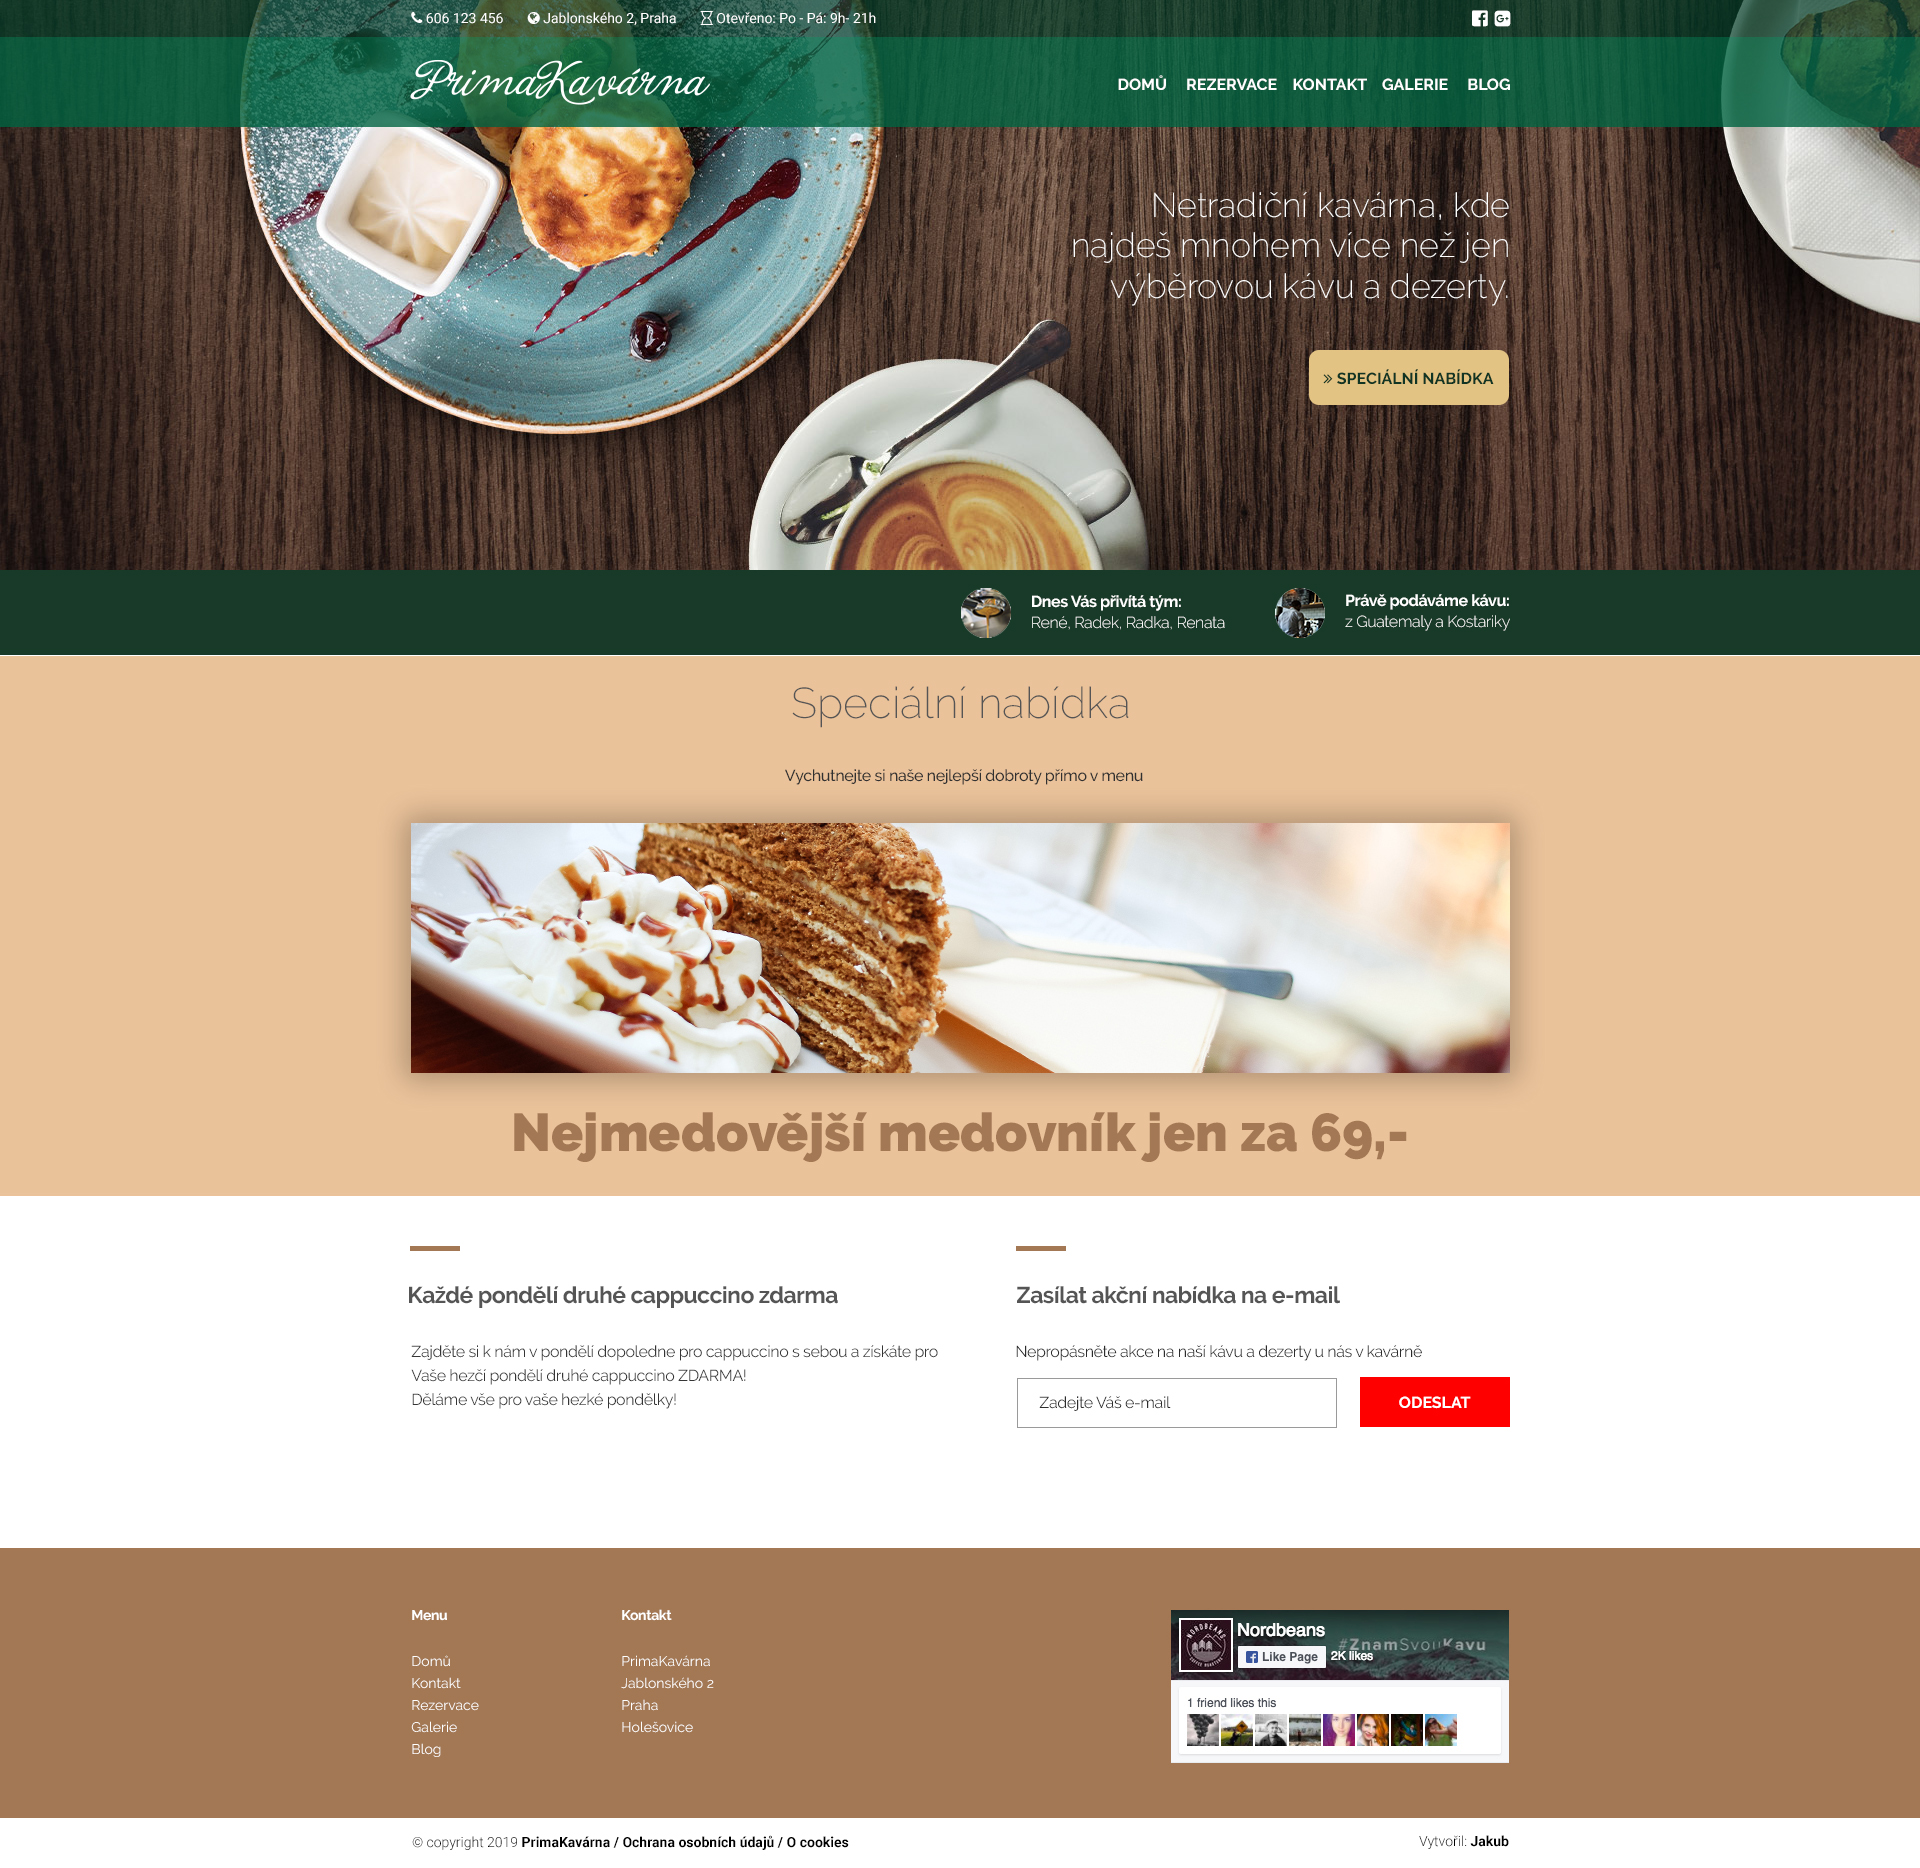 606 123 456 Jablonského 2, Praha Otevřeno: Po - Pá: 9h- 21h
PrimaKavárna
DOMŮ REZERVACE KONTAKT GALERIE BLOG
Netradiční kavárna, kde
najdeš mnohem více než jen
výběrovou kávu a dezerty.
» SPECIÁLNÍ NABÍDKA
Dnes Vás přivítá tým:
René, Radek, Radka, Renata
Právě podáváme kávu:
z Guatemaly a Kostariky
Speciální nabídka
Vychutnejte si naše nejlepší dobroty přímo v menu
Nejmedovější medovník jen za 69,-
Každé pondělí druhé cappuccino zdarma
Zajděte si k nám v pondělí dopoledne pro cappuccino s sebou a získáte pro
Vaše hezčí pondělí druhé cappuccino ZDARMA!
Děláme vše pro vaše hezké pondělky!
Zasílat akční nabídka na e-mail
Nepropásněte akce na naší kávu a dezerty u nás v kavárně
Zadejte Váš e-mail
ODESLAT
Menu
Domů
Kontakt
Rezervace
Galerie
Blog
Kontakt
PrimaKavárna
Jablonského 2
Praha
Holešovice
NORDBEANS
COFFEE ROASTERS
Nordbeans
#ZnamSvouKavu
Like Page 2K likes
1 friend likes this
© copyright 2019 PrimaKavárna / Ochrana osobních údajů / O cookies
Vytvořil: Jakub